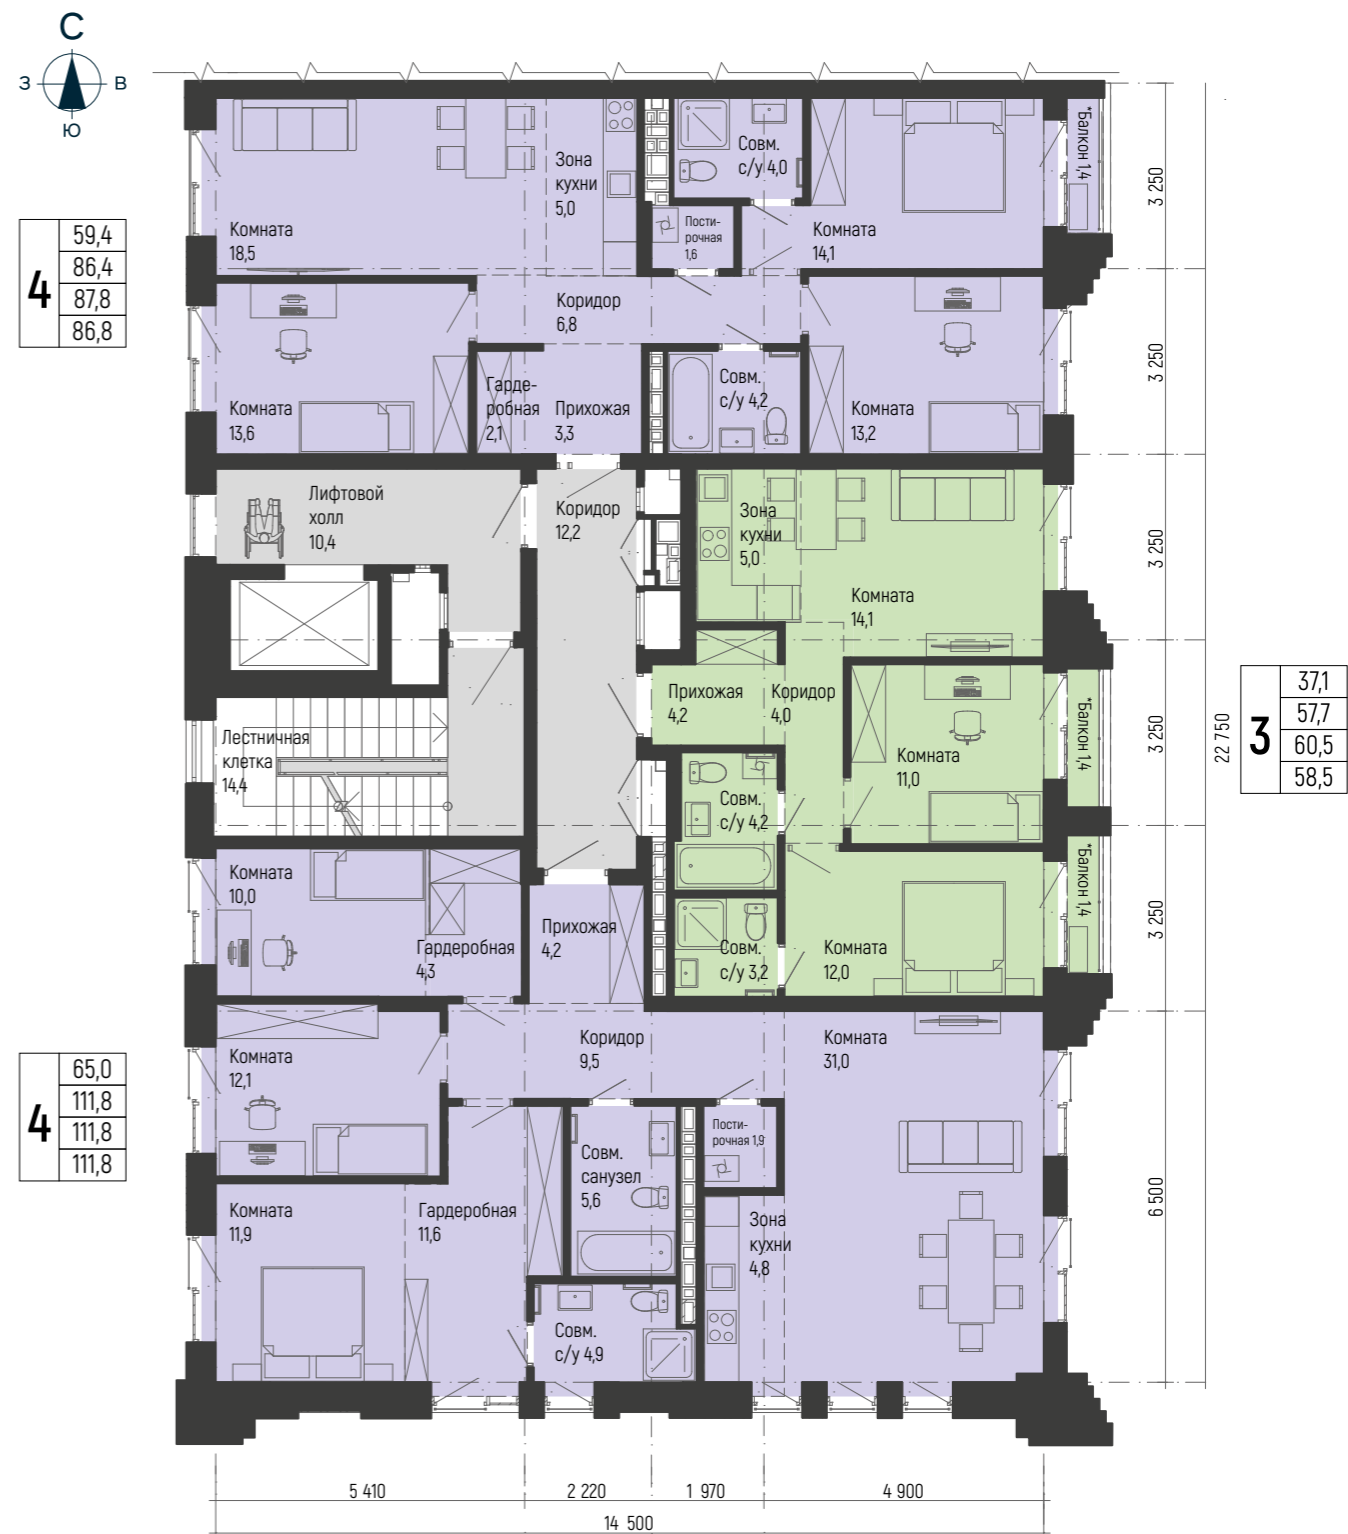 С
З
В
Ю
*Балкон 1,4
Зона
кухни
5,0
Совм.
с/у 4,0
Комната
18,5
Пости-
рочная
1,6
Комната
14,1
3 250
4
59,4
86,4
87,8
86,8
Коридор
6,8
3 250
Комната
13,6
Гарде-
робная
2,1
Прихожая
3,3
Совм.
с/у 4,2
Комната
13,2
Лифтовой
холл
10,4
Коридор
12,2
Зона
кухни
5,0
3 250
Комната
14,1
Прихожая
4,2
Коридор
4,0
*Балкон 1,4
3 250
22 750
3
37,1
57,7
60,5
58,5
Лестничная
клетка
14,4
Комната
11,0
Совм.
с/у 4,2
Комната
10,0
*Балкон 1,4
3 250
Гардеробная
4,3
Прихожая
4,2
Совм.
с/у 3,2
Комната
12,0
Комната
12,1
Коридор
9,5
Комната
31,0
4
65,0
111,8
111,8
111,8
Совм.
санузел
5,6
Пости-
рочная 1,9
Комната
11,9
Гардеробная
11,6
Зона
кухни
4,8
6 500
Совм.
с/у 4,9
5 410
2 220
1 970
4 900
14 500